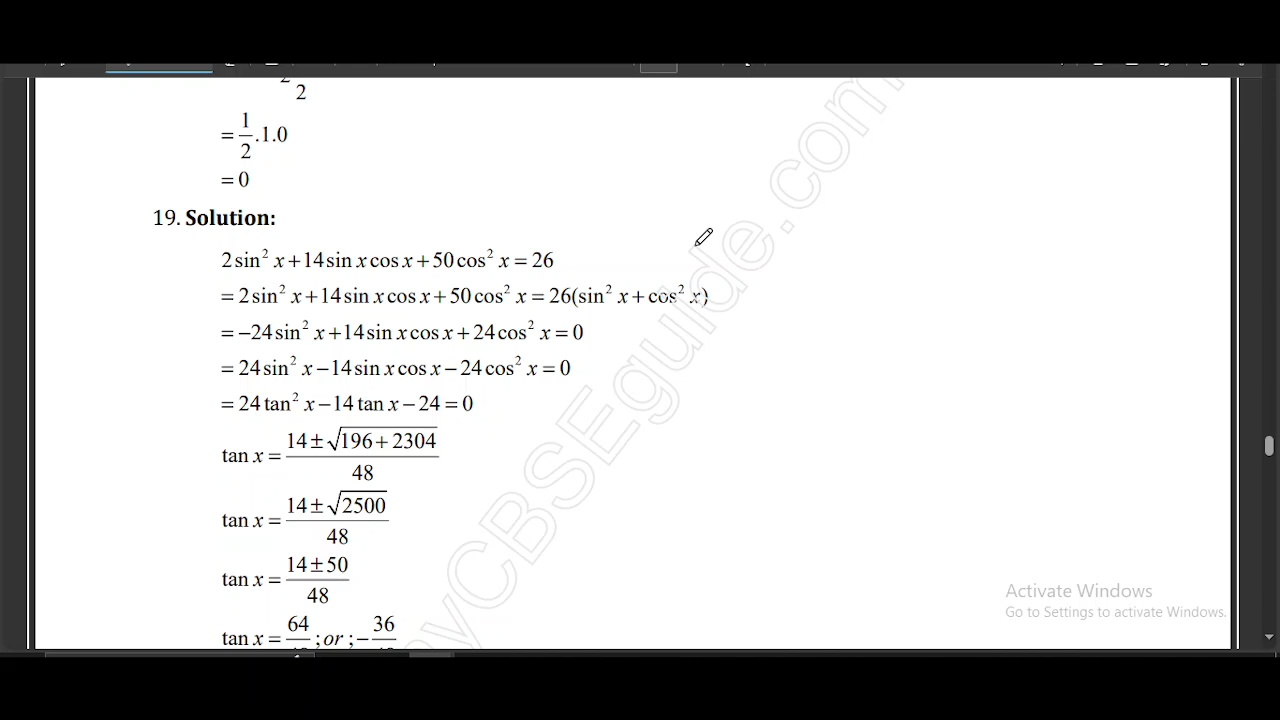 2
2
= 1/2 .1.0
= 0
19. Solution:
2 sin² x + 14 sin x cos x + 50 cos² x = 26
= 2 sin² x + 14 sin x cos x + 50 cos² x = 26(sin² x + cos² x)
= −24 sin² x + 14 sin x cos x + 24 cos² x = 0
= 24 sin² x − 14 sin x cos x − 24 cos² x = 0
= 24 tan² x − 14 tan x − 24 = 0
tan x = (14 ± √(196 + 2304))/48
tan x = (14 ± √2500)/48
tan x = (14 ± 50)/48
tan x = 64/ ; or ; − 36/
yCBSEguide.com
Activate Windows
Go to Settings to activate Windows.